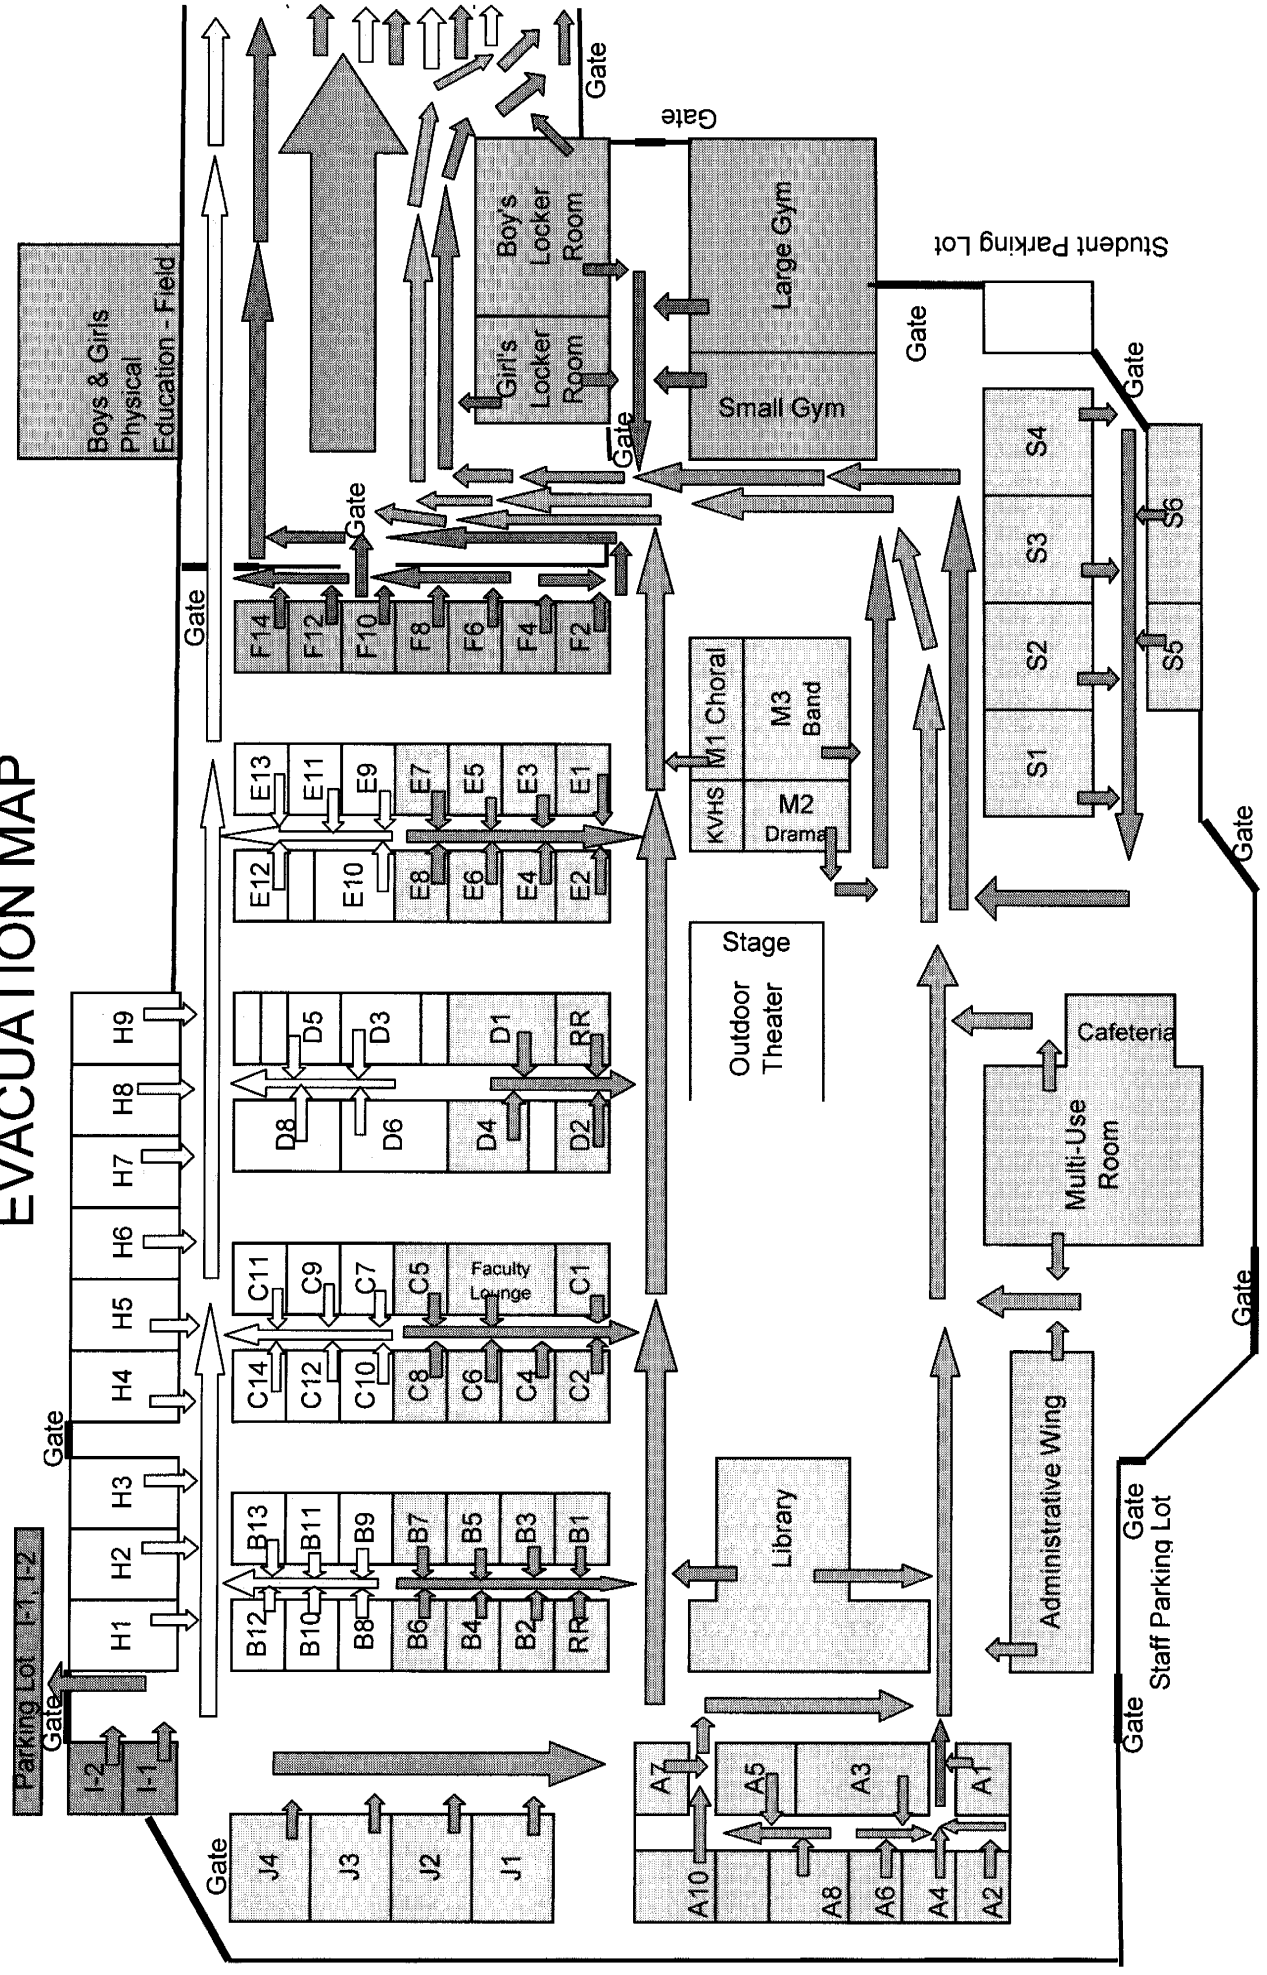 EVACUATION MAP
Parking Lot I-1, I-2
Gate
I-2
I-1
H1
H2
H3
Gate
H4
H5
H6
H7
H8
H9
Boys & Girls
Physical
Education - Field
Gate
J4
J3
J2
J1
B12
B10
B8
B6
B4
B2
RR
B13
B11
B9
B7
B5
B3
B1
C14
C12
C10
C8
C6
C4
C2
C11
C9
C7
C5
Faculty
Lounge
C1
D8
D6
D4
D2
D5
D3
D1
RR
E12
E10
E8
E6
E4
E2
E13
E11
E9
E7
E5
E3
E1
Gate
F14
F12
F10
F8
F6
F4
F2
Gate
Gate
Girl's
Locker
Room
Boy's
Locker
Room
Gate
Gate
A7
A5
A3
A1
A10
A8
A6
A4
A2
Library
Outdoor
Theater
Stage
KVHS
M1 Choral
M2
Drama
M3
Band
Small Gym
Large Gym
Gate
Student Parking Lot
Administrative Wing
Multi-Use
Room
Cafeteria
S1
S2
S3
S4
S5
S6
Gate
Gate
Gate
Gate
Gate
Staff Parking Lot